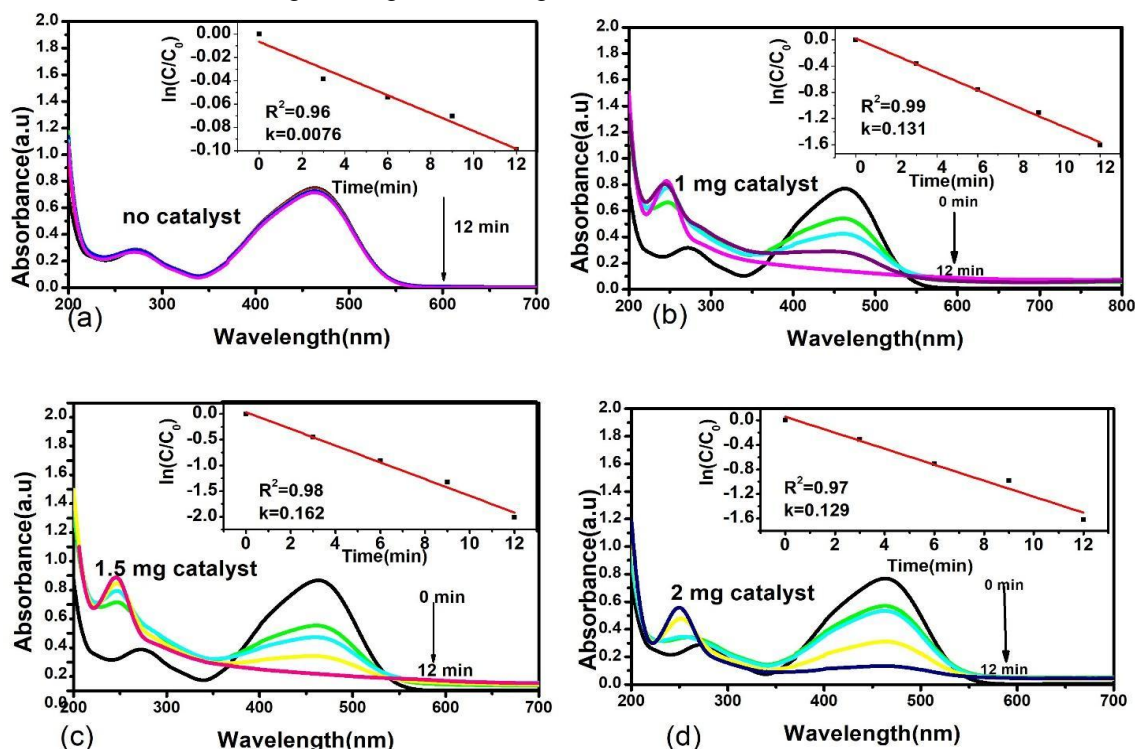 2.0
1.8
1.6
1.4
1.2
1.0
0.8
0.6
0.4
0.2
0.0
Absorbance(a.u)
0.00
-0.02
-0.04
-0.06
-0.08
-0.10
ln(C/C0)
R2=0.96
k=0.0076
0 3 6 9 12
Time(min)
no catalyst
12 min
200 300 400 500 600 700
Wavelength(nm)
(a)
2.0
1.8
1.6
1.4
1.2
1.0
0.8
0.6
0.4
0.2
0.0
Absorbance(a.u)
0.0
-0.4
-0.8
-1.2
-1.6
ln(C/C0)
R2=0.99
k=0.131
0 2 4 6 8 10 12
Time(min)
1 mg catalyst
0 min
12 min
200 300 400 500 600 700 800
Wavelength(nm)
(b)
2.0
1.8
1.6
1.4
1.2
1.0
0.8
0.6
0.4
0.2
0.0
Absorbance(a.u)
0.0
-0.5
-1.0
-1.5
-2.0
ln(C/C0)
R2=0.98
k=0.162
0 2 4 6 8 10 12
Time(min)
1.5 mg catalyst
0 min
12 min
200 300 400 500 600 700
Wavelength(nm)
(c)
2.0
1.8
1.6
1.4
1.2
1.0
0.8
0.6
0.4
0.2
0.0
Absorbance(a.u)
0.0
-0.4
-0.8
-1.2
-1.6
ln(C/C0)
R2=0.97
k=0.129
0 2 4 6 8 10 12
Time(min)
2 mg catalyst
0 min
12 min
200 300 400 500 600 700
Wavelength(nm)
(d)